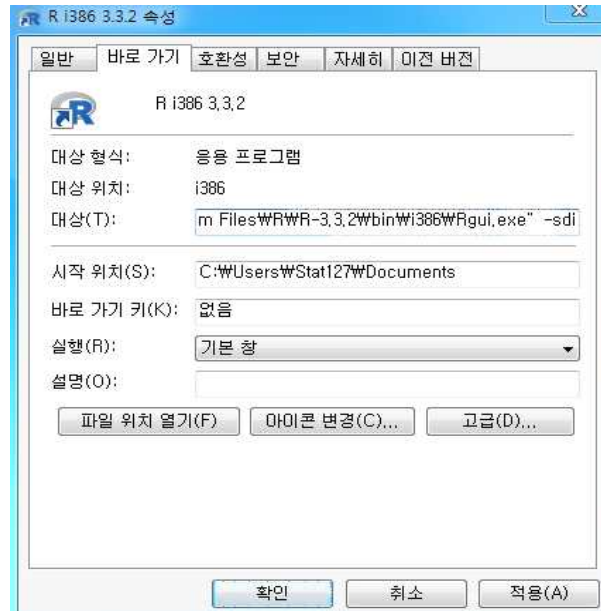 R i386 3.3.2 속성
일반 바로 가기 호환성 보안 자세히 이전 버전
R i386 3.3.2
대상 형식: 응용 프로그램
대상 위치: i386
대상(T): m Files₩R₩R-3.3.2₩bin₩i386₩Rgui.exe" -sdi
시작 위치(S): C:₩Users₩Stat127₩Documents
바로 가기 키(K): 없음
실행(R): 기본 창
설명(O):
파일 위치 열기(F) 아이콘 변경(C)... 고급(D)...
확인 취소 적용(A)